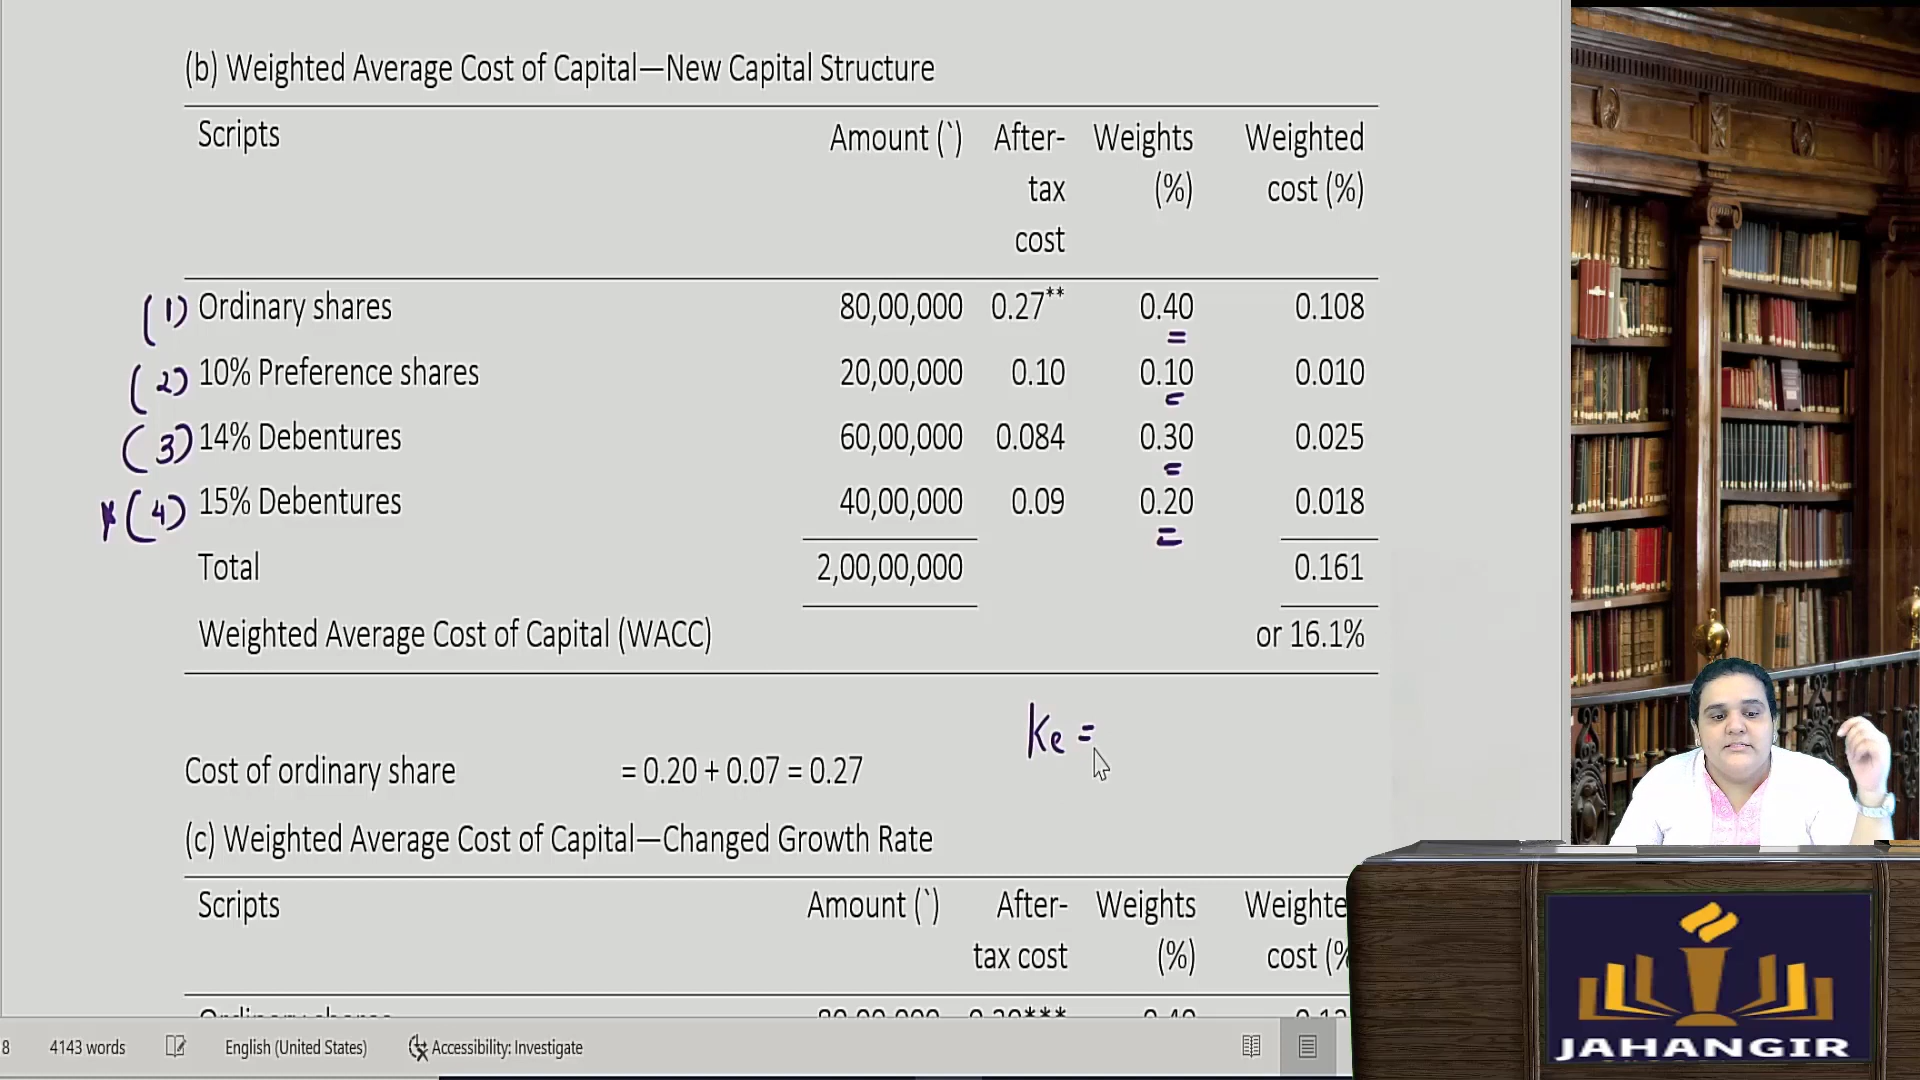 (b) Weighted Average Cost of Capital—New Capital Structure
Scripts Amount (`) After-tax cost Weights (%) Weighted cost (%)
(1) Ordinary shares 80,00,000 0.27** 0.40 0.108
(2) 10% Preference shares 20,00,000 0.10 0.10 0.010
(3) 14% Debentures 60,00,000 0.084 0.30 0.025
(4) 15% Debentures 40,00,000 0.09 0.20 0.018
Total 2,00,00,000 0.161
Weighted Average Cost of Capital (WACC) or 16.1%
Ke =
Cost of ordinary share = 0.20 + 0.07 = 0.27
(c) Weighted Average Cost of Capital—Changed Growth Rate
Scripts Amount (`) After-tax cost Weights (%) Weighte cost (%
8 4143 words English (United States) Accessibility: Investigate
JAHANGIR